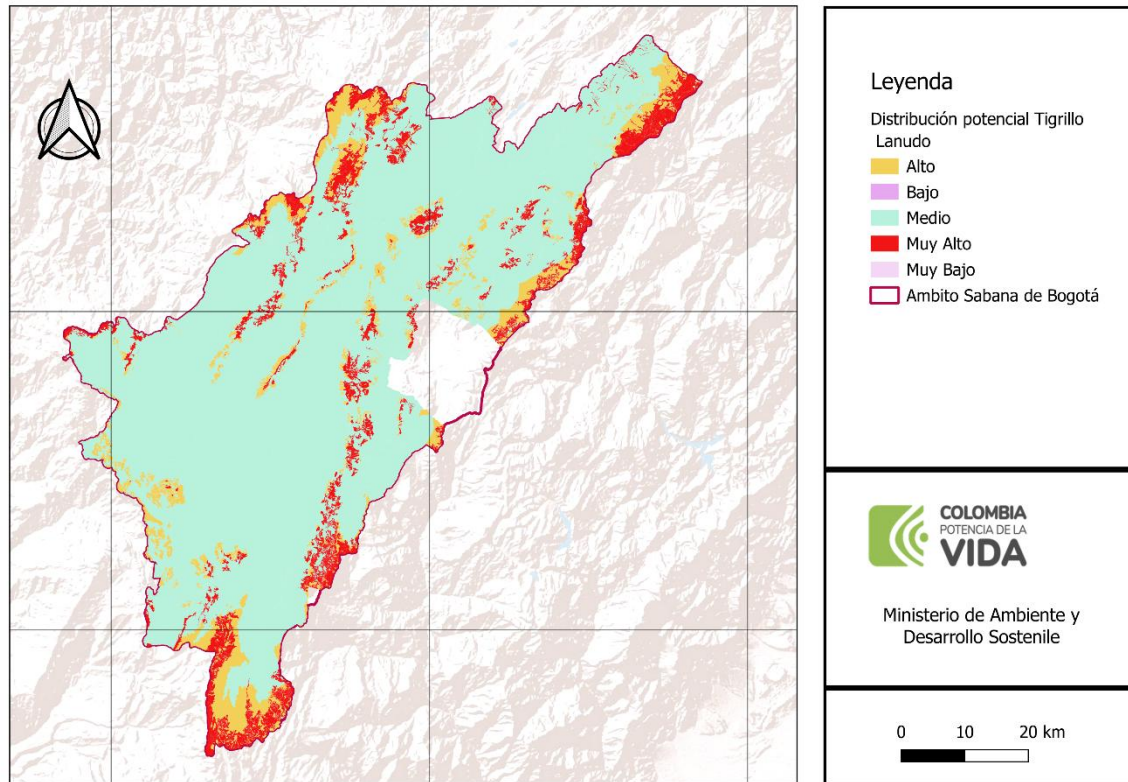 Leyenda
Distribución potencial Tigrillo
Lanudo
Alto
Bajo
Medio
Muy Alto
Muy Bajo
Ambito Sabana de Bogotá
COLOMBIA
POTENCIA DE LA
VIDA
Ministerio de Ambiente y
Desarrollo Sostenile
0 10 20 km